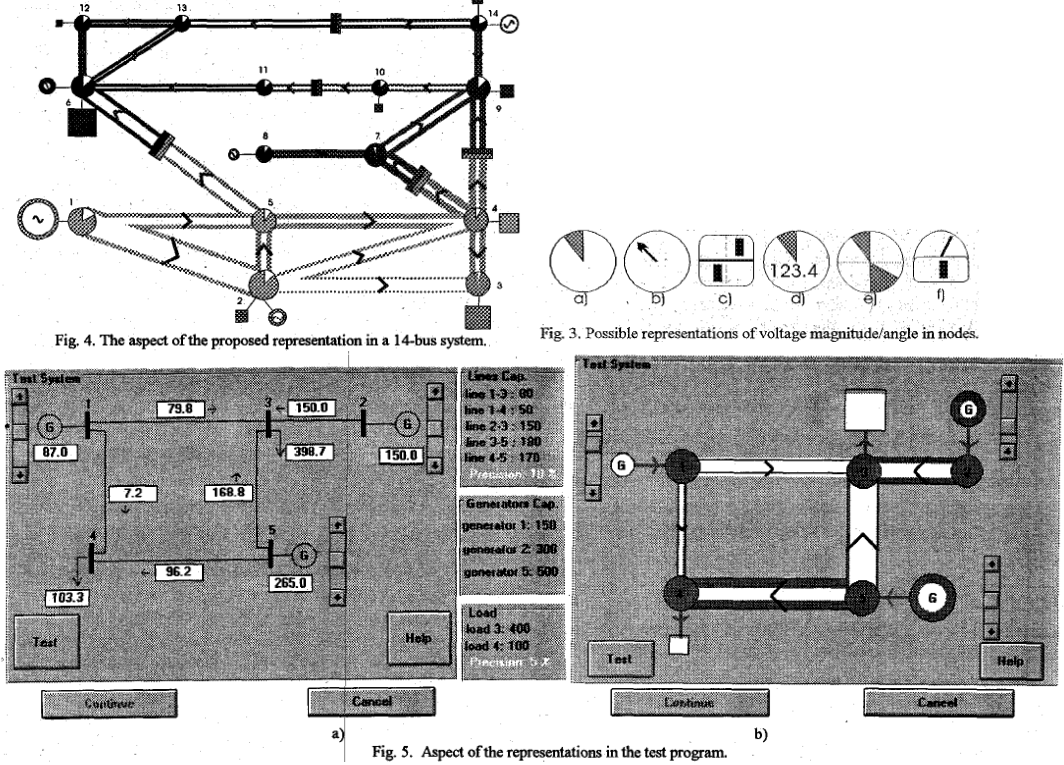 12
13
14
11
10
6
9
8
7
1
5
4
2
3
Fig. 4. The aspect of the proposed representation in a 14-bus system.
123.4
a) b) c) d) e) f)
Fig. 3. Possible representations of voltage magnitude/angle in nodes.
Test System
1
79.8
3
150.0
2
G
87.0
G
150.0
398.7
7.2
168.8
4
5
G
96.2
265.0
103.3
Test
Help
Continue
Cancel
a)
Lines Cap.
line 1-3 : 80
line 1-4 : 50
line 2-3 : 150
line 3-5 : 180
line 4-5 : 170
Precision: 10 %
Generators Cap.
generator 1: 150
generator 2: 300
generator 5: 500
Load
load 3: 400
load 4: 100
Precision: 5 %
Test System
G
G
G
Test
Help
Continue
Cancel
b)
Fig. 5. Aspect of the representations in the test program.